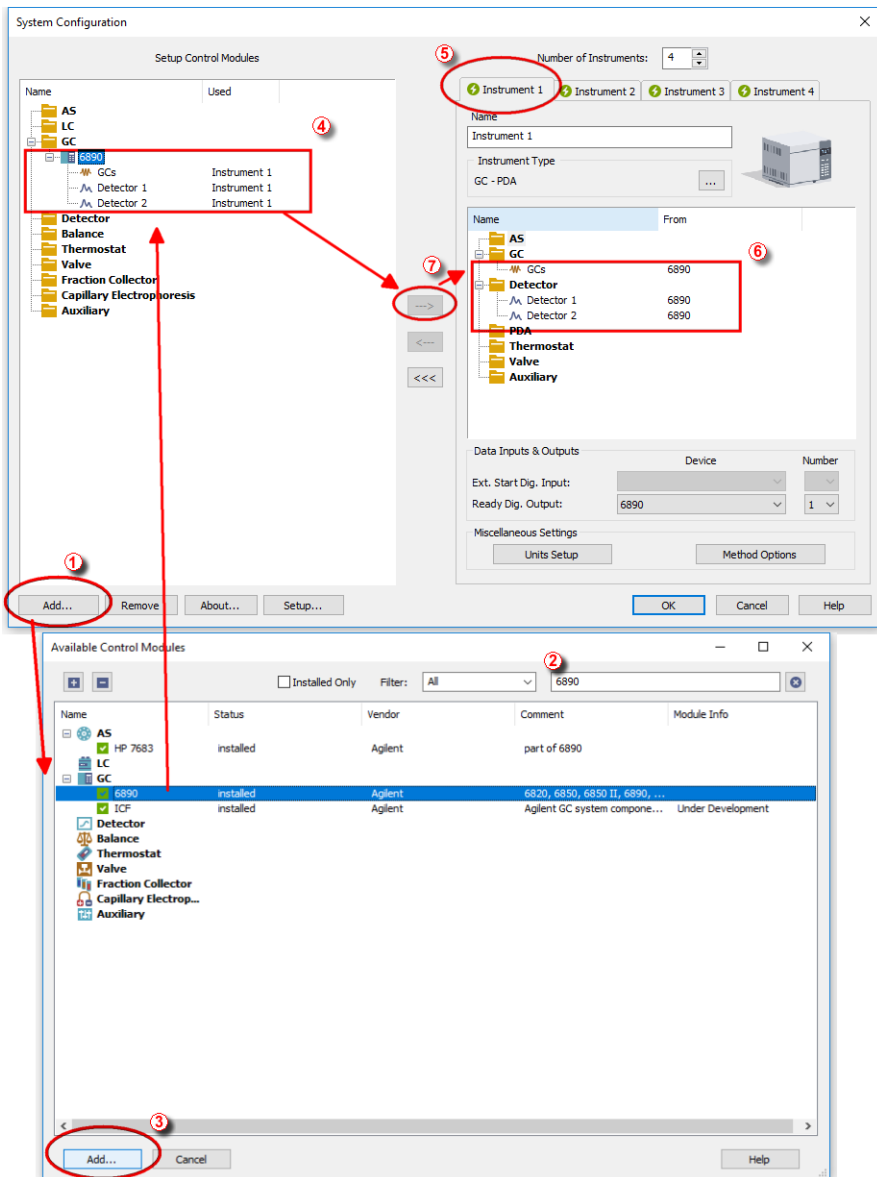 System Configuration
Setup Control Modules
Number of Instruments: 4
5
Name Used
AS
LC
GC
6890
GCs Instrument 1
Detector 1 Instrument 1
Detector 2 Instrument 1
Detector
Balance
Thermostat
Valve
Fraction Collector
Capillary Electrophoresis
Auxiliary
4
7
--->
<---
<<<
Instrument 1 Instrument 2 Instrument 3 Instrument 4
Name
Instrument 1
Instrument Type
GC - PDA ...
Name From
AS
GC
GCs 6890
Detector
Detector 1 6890
Detector 2 6890
PDA
Thermostat
Valve
Auxiliary
6
Data Inputs & Outputs
Device Number
Ext. Start Dig. Input:
Ready Dig. Output: 6890 1
Miscellaneous Settings
Units Setup Method Options
1
Add... Remove About... Setup... OK Cancel Help
Available Control Modules
2
Installed Only Filter: All 6890
Name Status Vendor Comment Module Info
AS
HP 7683 installed Agilent part of 6890
LC
GC
6890 installed Agilent 6820, 6850, 6850 II, 6890, ...
ICF installed Agilent Agilent GC system compone... Under Development
Detector
Balance
Thermostat
Valve
Fraction Collector
Capillary Electrop...
Auxiliary
3
Add... Cancel Help